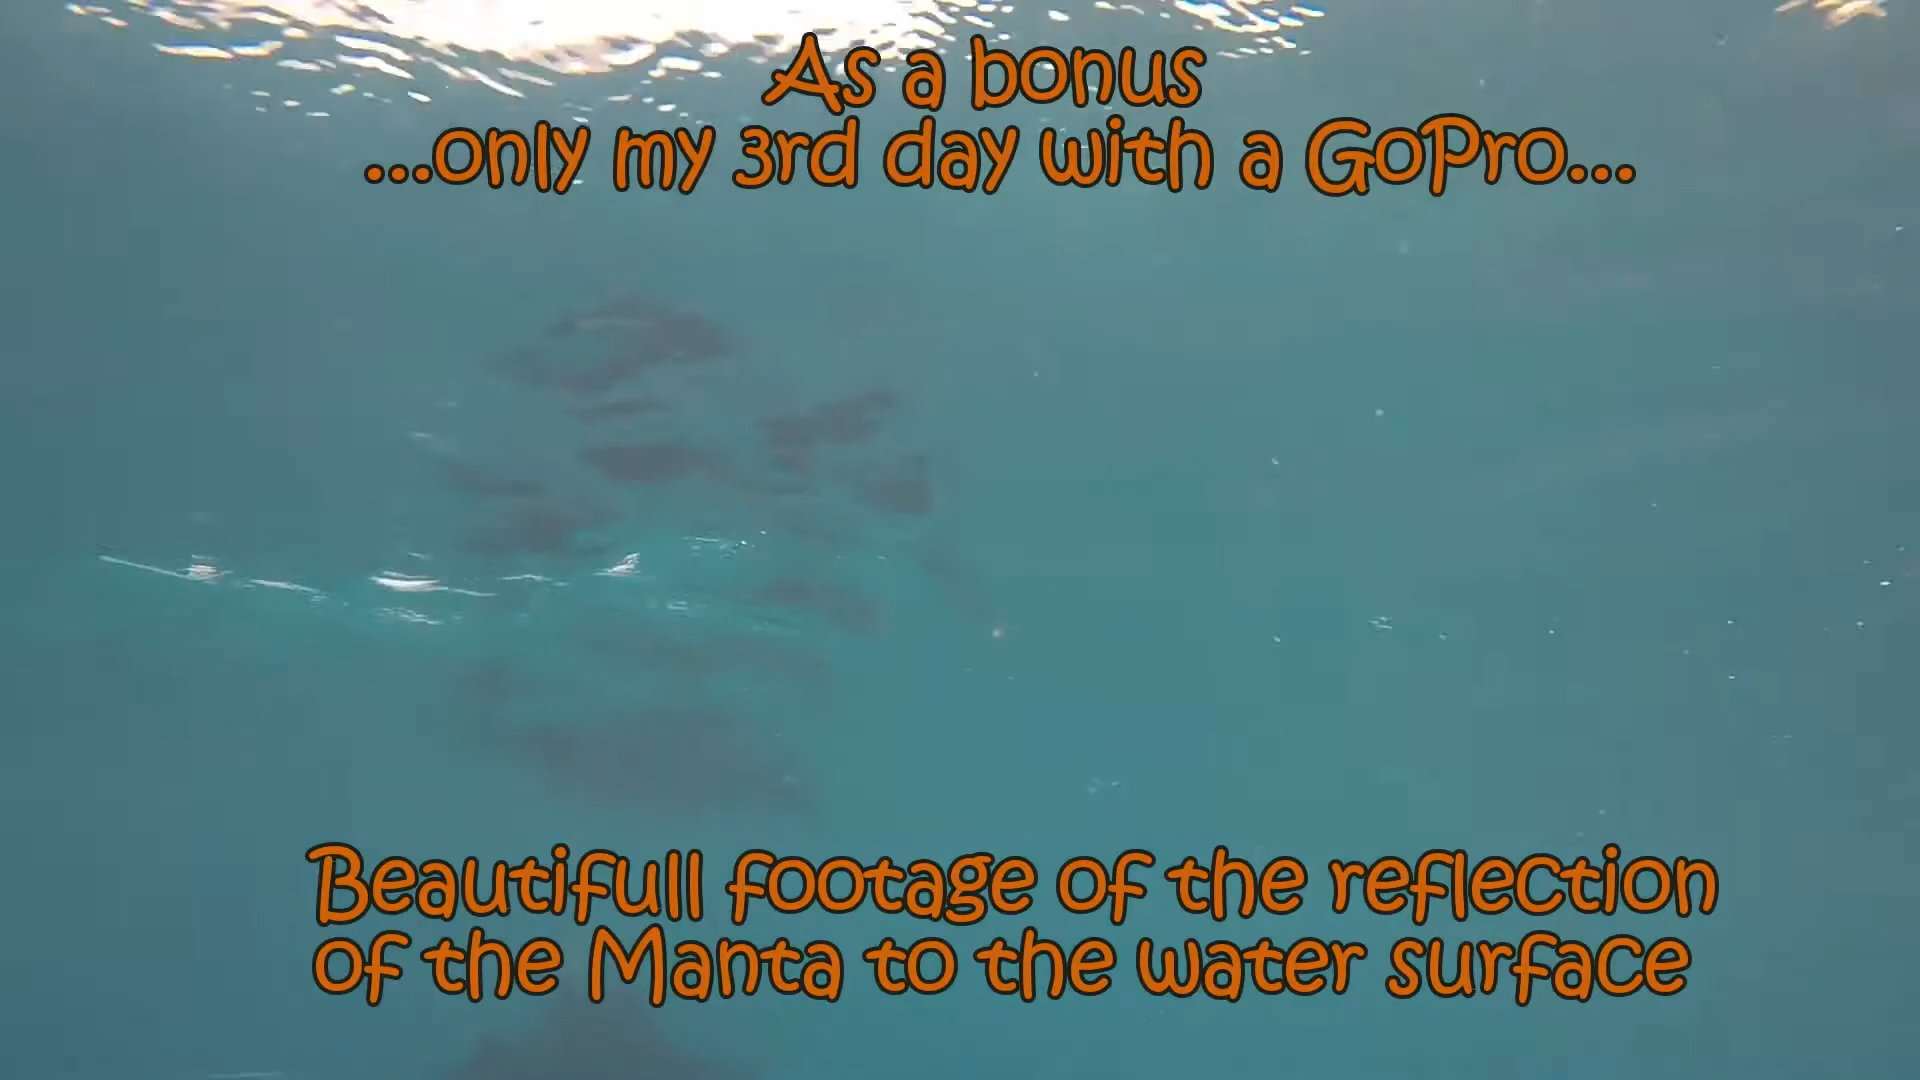 As a bonus
...only my 3rd day with a GoPro...
Beautifull footage of the reflection
of the Manta to the water surface